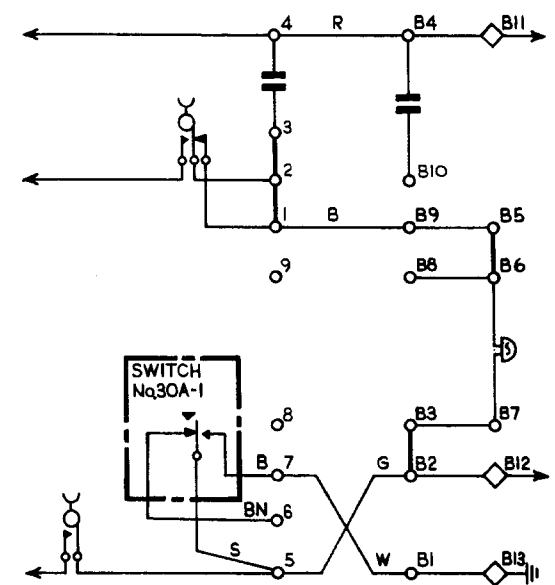 4 R B4 B11
3
2 B10
1 B B9 B5
9 B8 B6
S
SWITCH
No,30A-1
8 B3 B7
B 7 G B2 B12
BN 6
S 5 W B1 B13